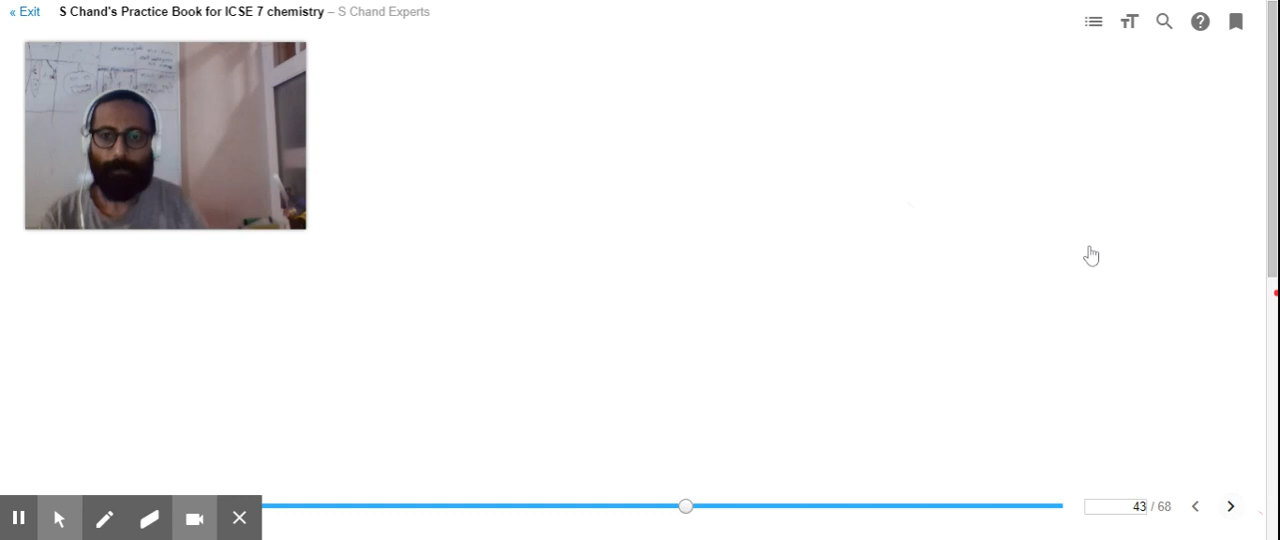 « Exit S Chand's Practice Book for ICSE 7 chemistry – S Chand Experts
43 / 68